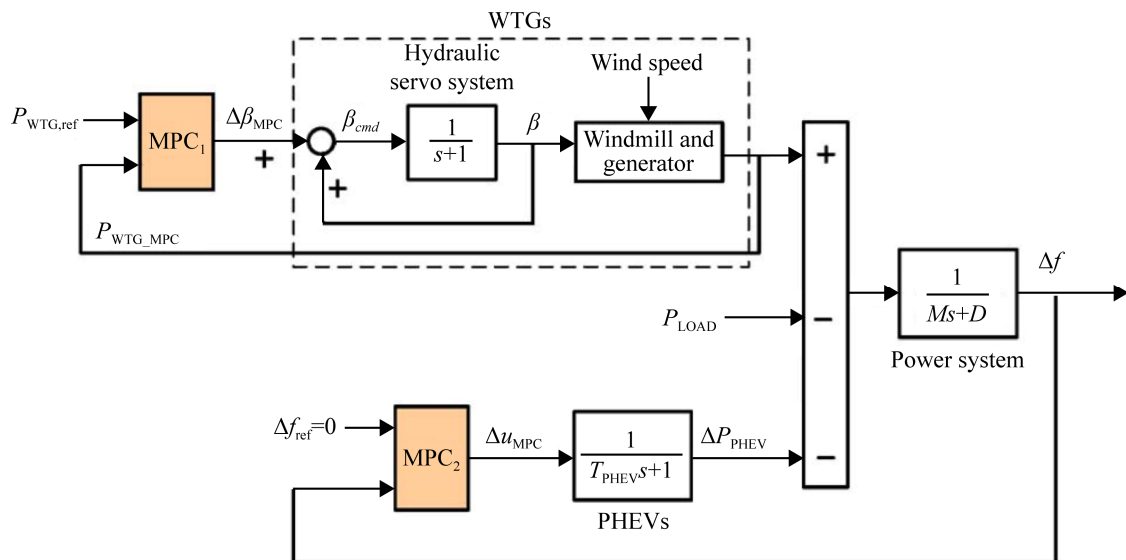 WTGs
Hydraulic
servo system
Wind speed
P_WTG,ref
MPC₁
Δβ_MPC
+
β_cmd
1
s+1
β
Windmill and
generator
+
+
P_WTG_MPC
P_LOAD
−
1
Ms+D
Δf
Power system
Δf_ref=0
MPC₂
Δu_MPC
1
T_PHEV s+1
ΔP_PHEV
−
PHEVs